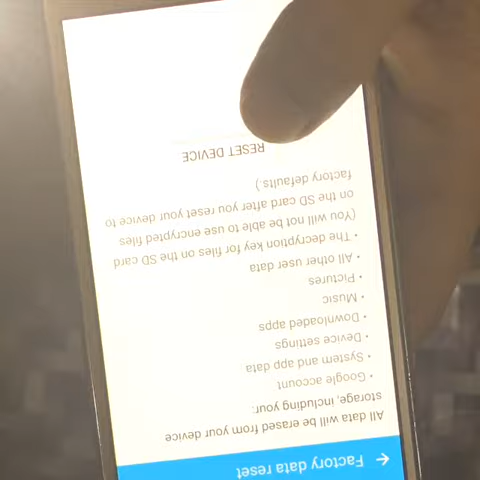 Factory data reset
All data will be erased from your device
storage, including your:
• Google account
• System and app data
• Device settings
• Downloaded apps
• Music
• Pictures
• All other user data
• The decryption key for files on the SD card
(You will not be able to use encrypted files
on the SD card after you reset your device to
factory defaults.)
RESET DEVICE